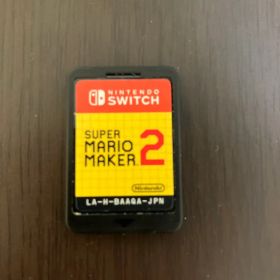 NINTENDO
SWITCH
SUPER
MARIO
MAKER 2
Nintendo
LA-H-BAAQA-JPN